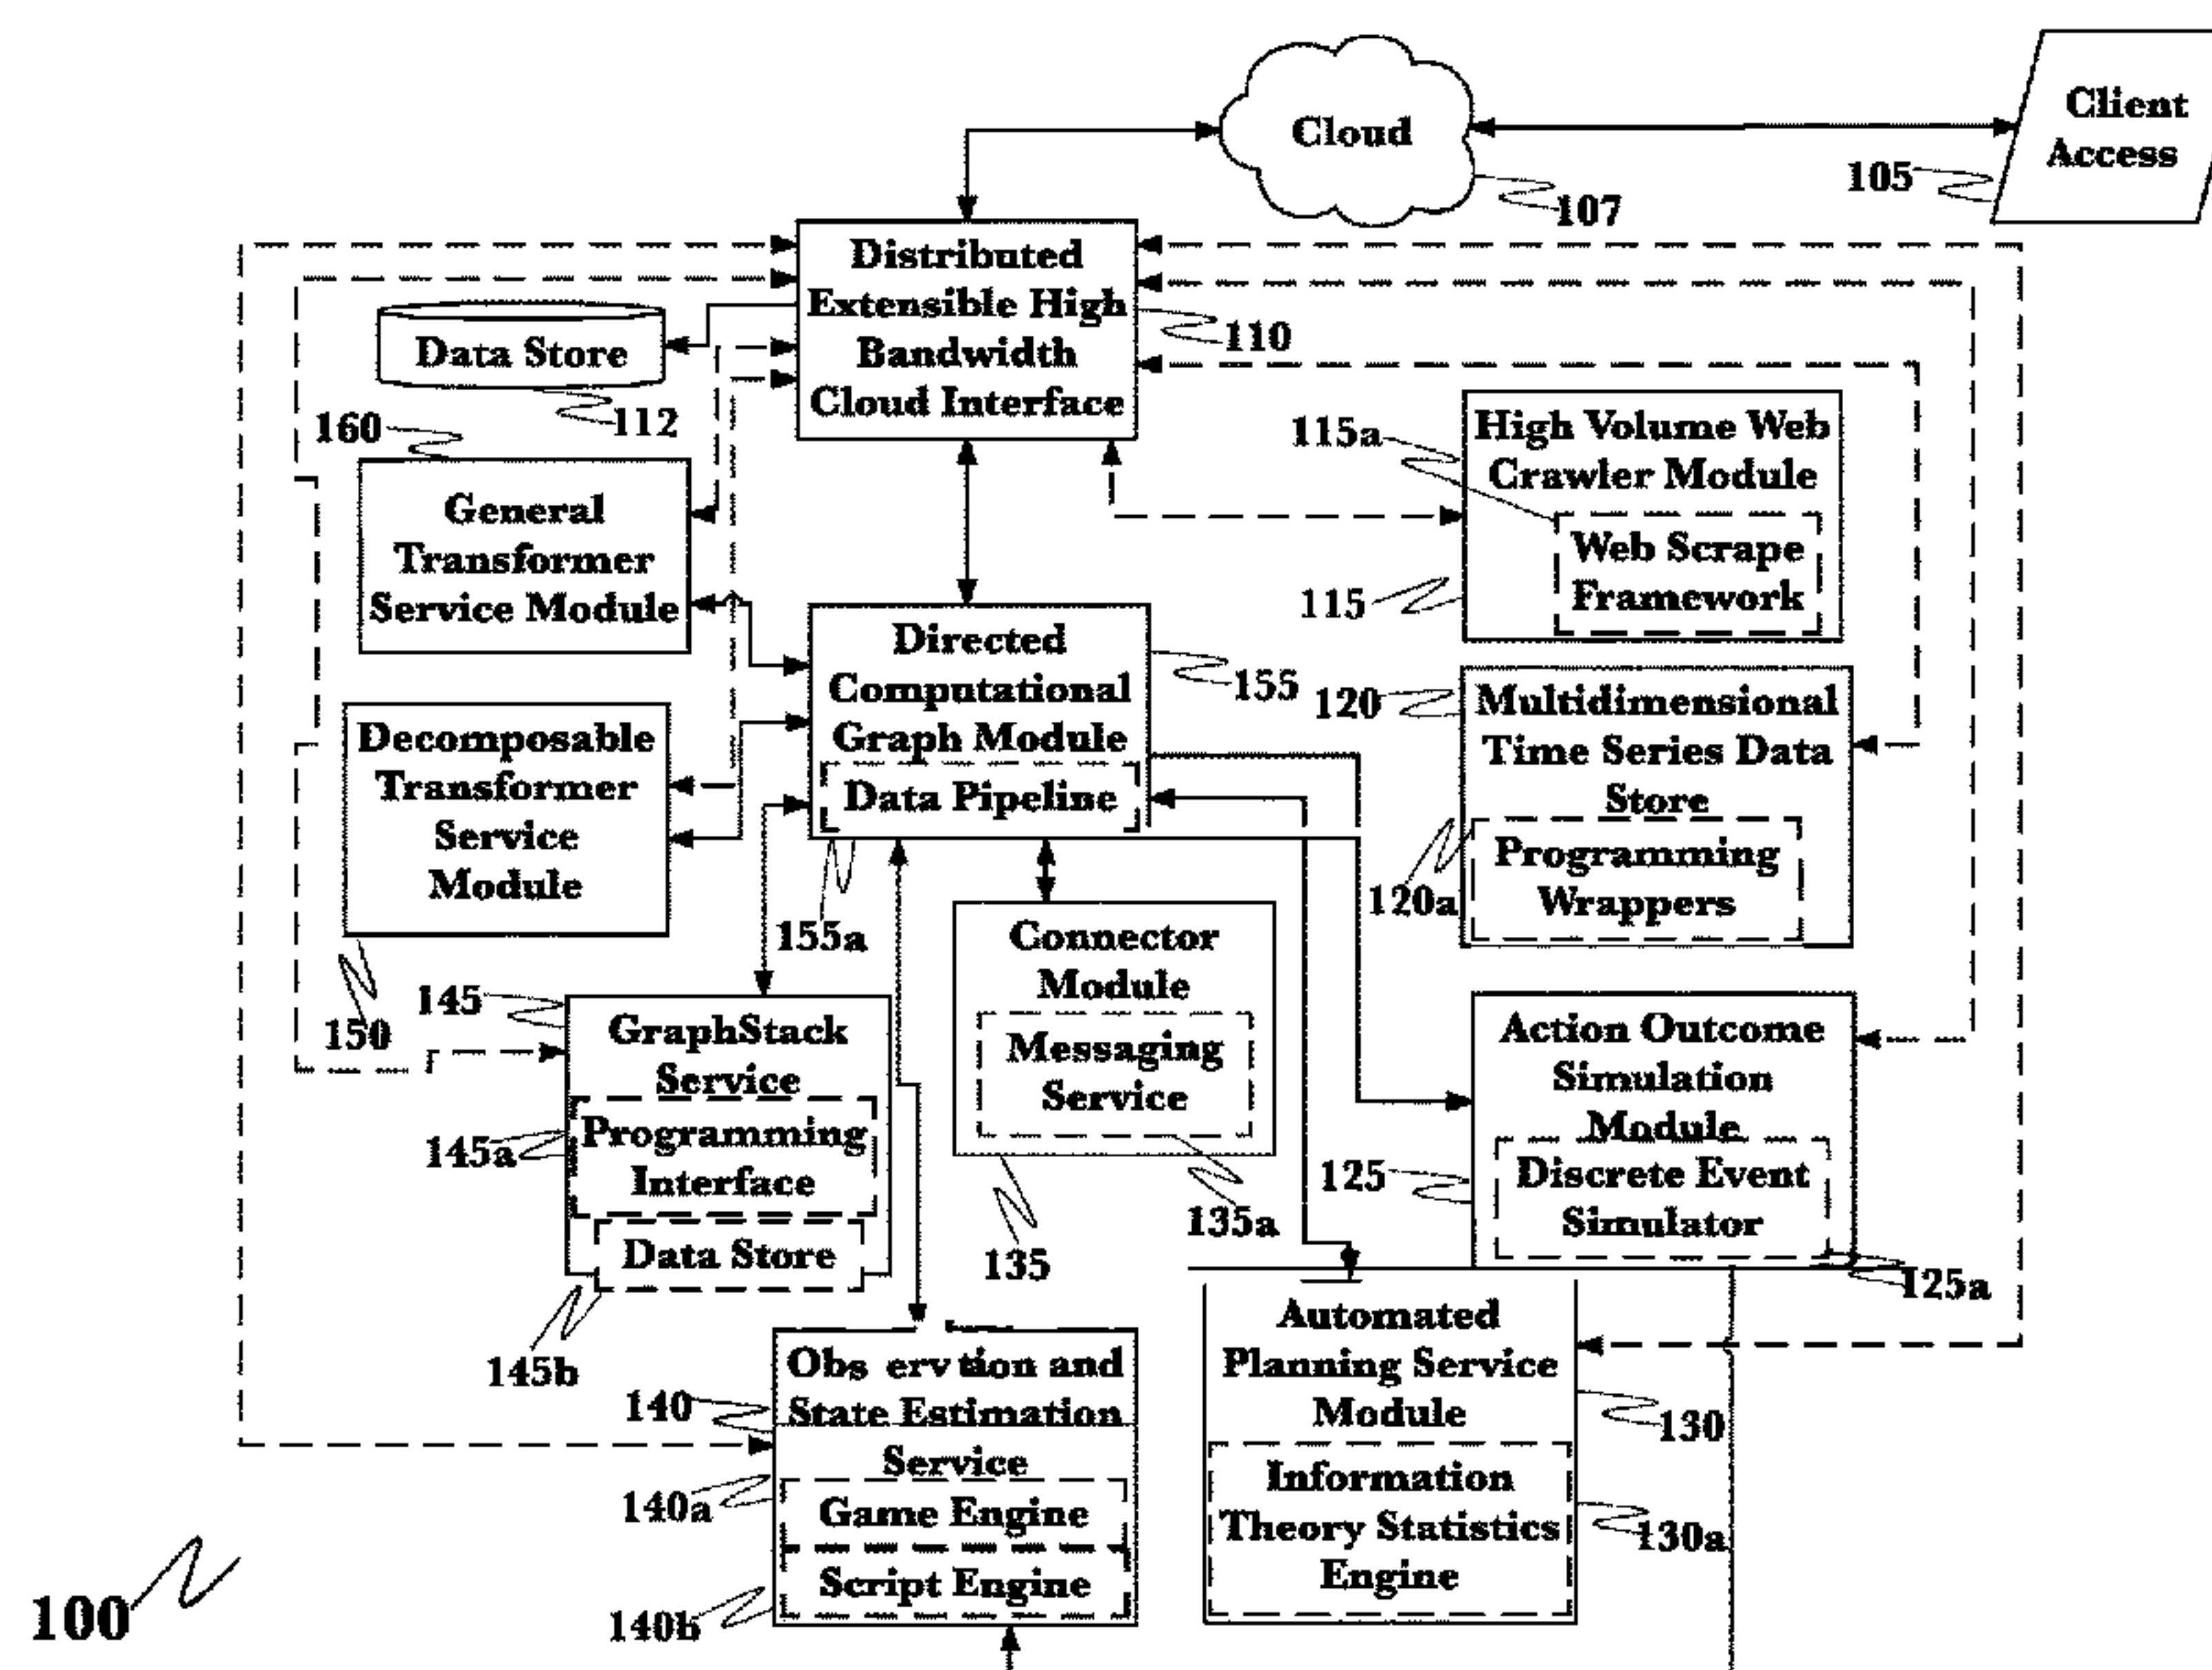 Client
Access
105
Cloud
107
Distributed
Extensible High
Bandwidth
Cloud Interface
110
Data Store
112
160
General
Transformer
Service Module
115a
High Volume Web
Crawler Module
Web Scrape
Framework
115
Directed
Computational
Graph Module
Data Pipeline
155
155a
120
Multidimensional
Time Series Data
Store
Programming
Wrappers
120a
Decomposable
Transformer
Service
Module
150
Connector
Module
Messaging
Service
135
135a
145
GraphStack
Service
145a
Programming
Interface
Data Store
145b
Action Outcome
Simulation
Module
Discrete Event
Simulator
125
125a
Automated
Planning Service
Module
130
Information
Theory Statistics
Engine
130a
140
Obs ervation and
State Estimation
Service
140a
Game Engine
Script Engine
140b
100